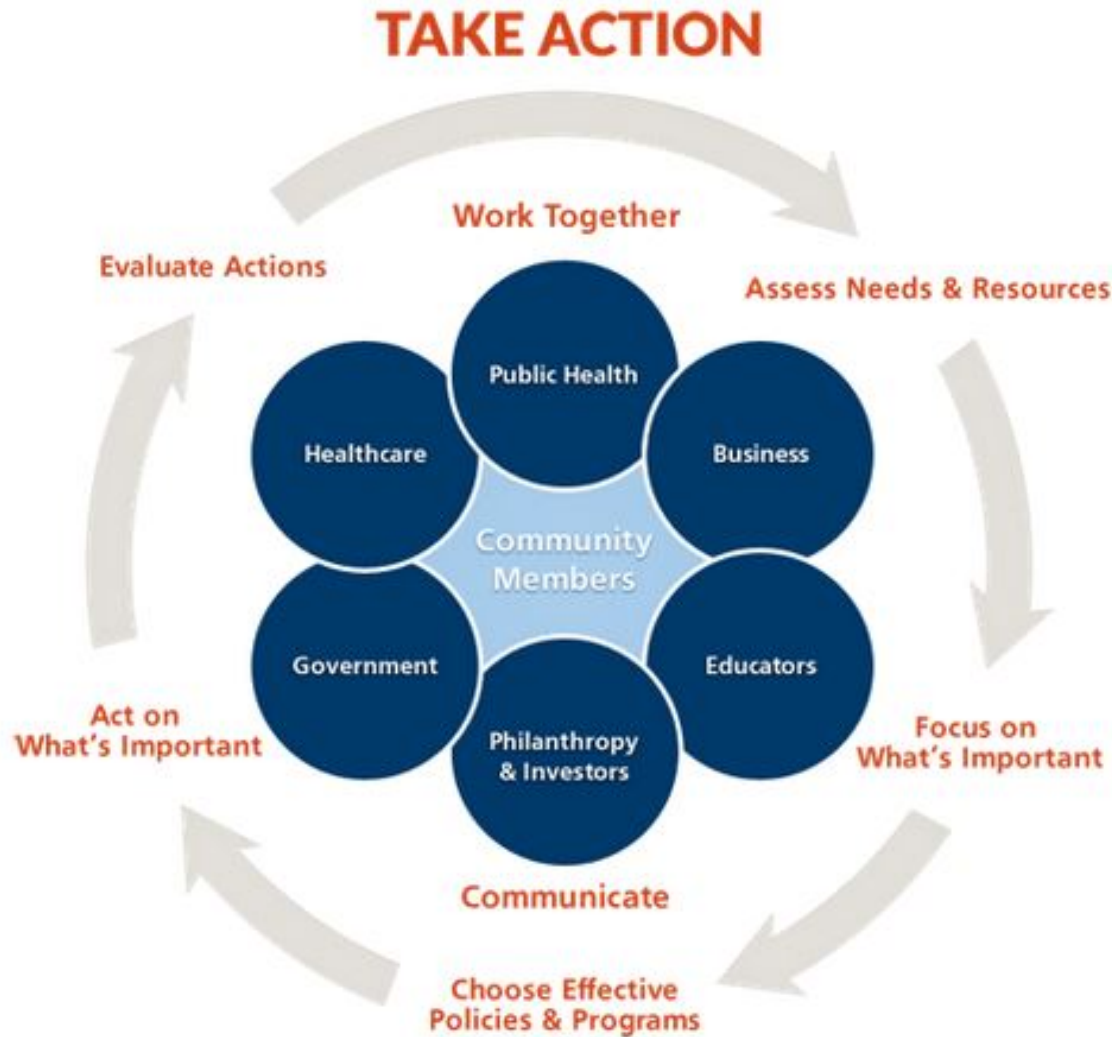 TAKE ACTION
Work Together
Evaluate Actions
Assess Needs & Resources
Public Health
Healthcare
Business
Community
Members
Government
Educators
Act on
What's Important
Focus on
What's Important
Philanthropy
& Investors
Communicate
Choose Effective
Policies & Programs